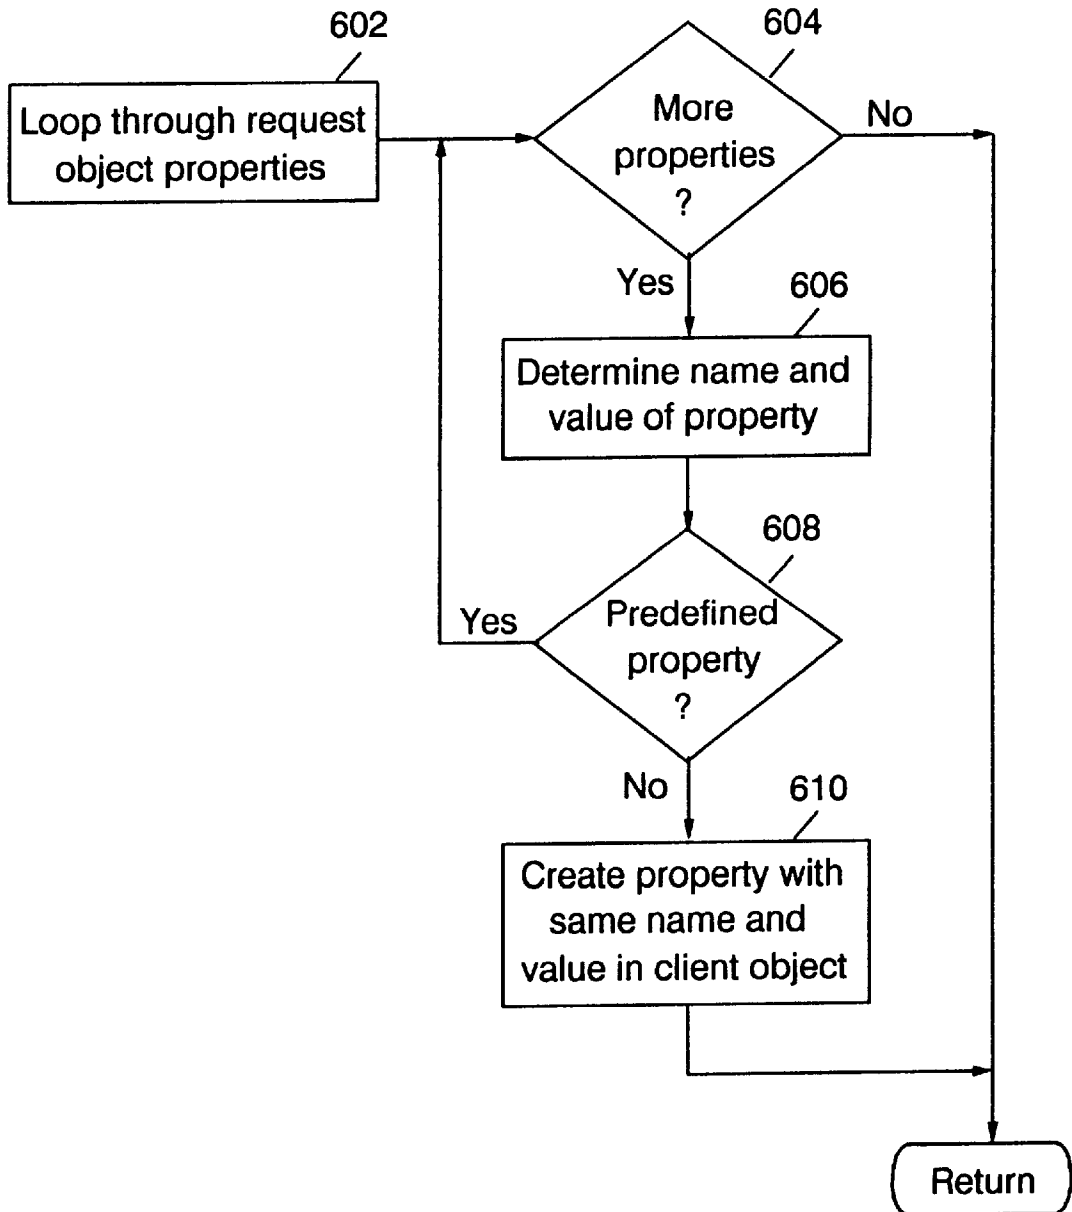 602
Loop through request
object properties
604
More
properties
?
No
Yes
606
Determine name and
value of property
608
Predefined
property
?
Yes
No
610
Create property with
same name and
value in client object
Return